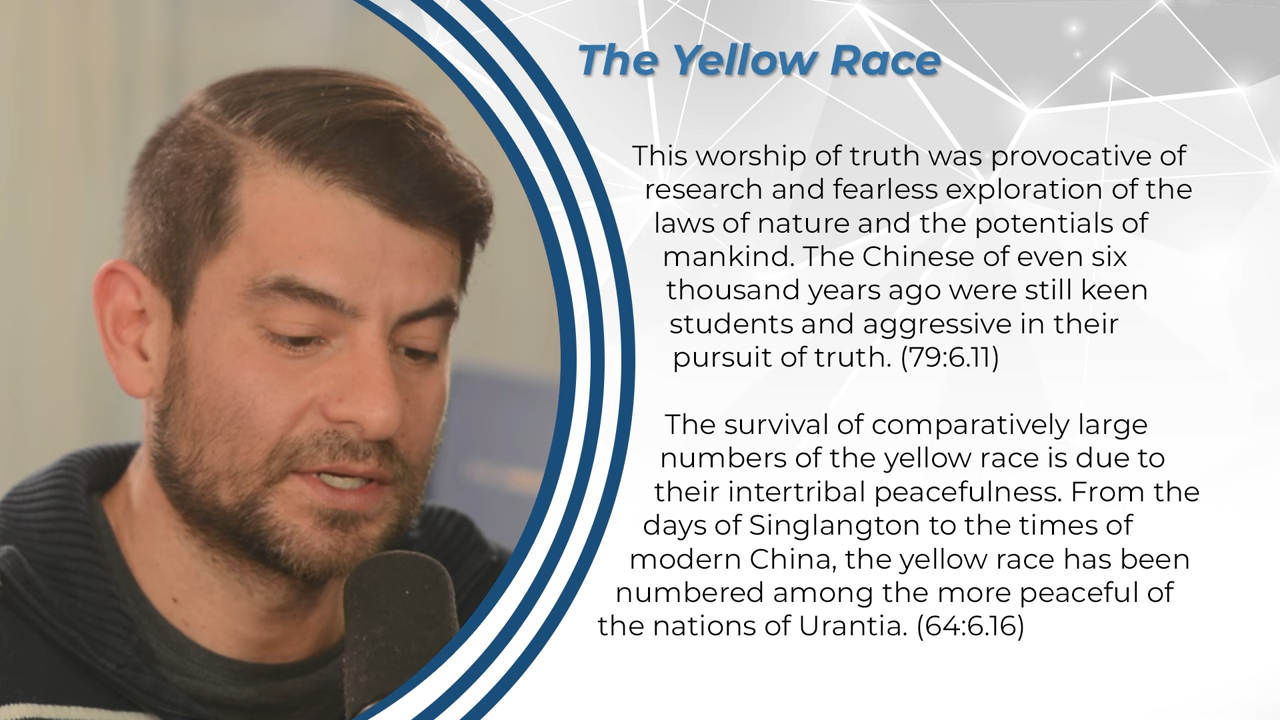 The Yellow Race
This worship of truth was provocative of
research and fearless exploration of the
laws of nature and the potentials of
mankind. The Chinese of even six
thousand years ago were still keen
students and aggressive in their
pursuit of truth. (79:6.11)
The survival of comparatively large
numbers of the yellow race is due to
their intertribal peacefulness. From the
days of Singlangton to the times of
modern China, the yellow race has been
numbered among the more peaceful of
the nations of Urantia. (64:6.16)